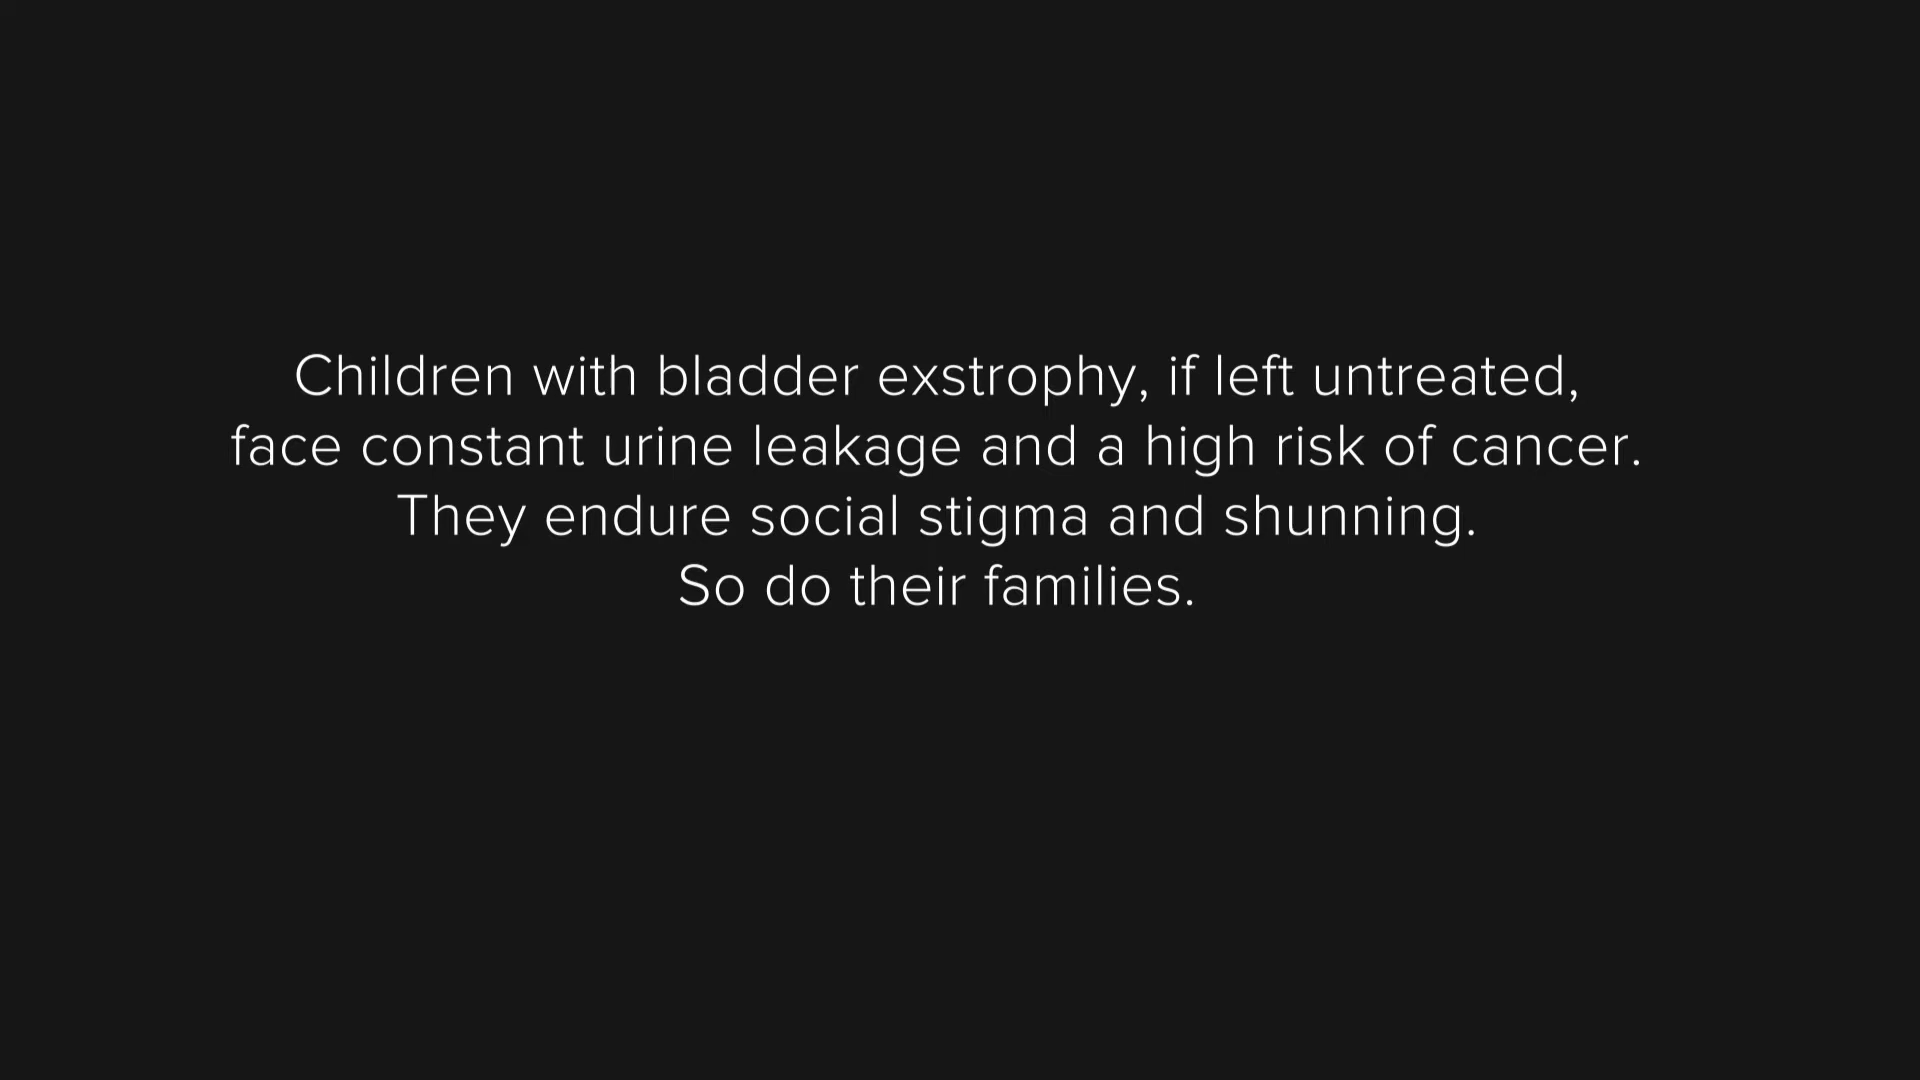 Children with bladder exstrophy, if left untreated,
face constant urine leakage and a high risk of cancer.
They endure social stigma and shunning.
So do their families.